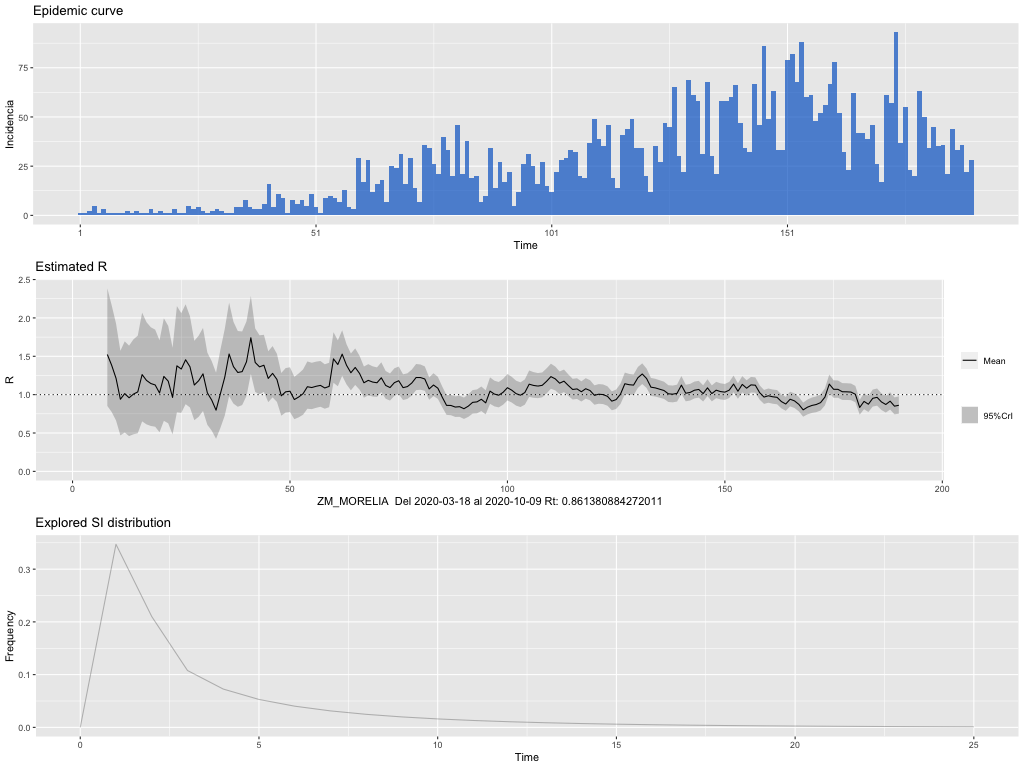 Epidemic curve
Incidencia
75
50
25
0
1
51
101
151
Time
Estimated R
R
2.5
2.0
1.5
1.0
0.5
0.0
0
50
100
150
200
Mean
95%CrI
ZM_MORELIA  Del 2020-03-18 al 2020-10-09 Rt: 0.861380884272011
Explored SI distribution
Frequency
0.3
0.2
0.1
0.0
0
5
10
15
20
25
Time